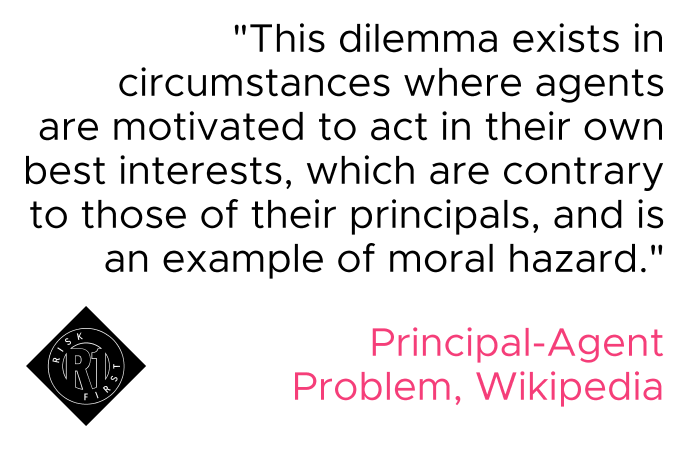 "This dilemma exists in
circumstances where agents
are motivated to act in their own
best interests, which are contrary
to those of their principals, and is
an example of moral hazard."
RISK
R1
FIRST
Principal-Agent
Problem, Wikipedia